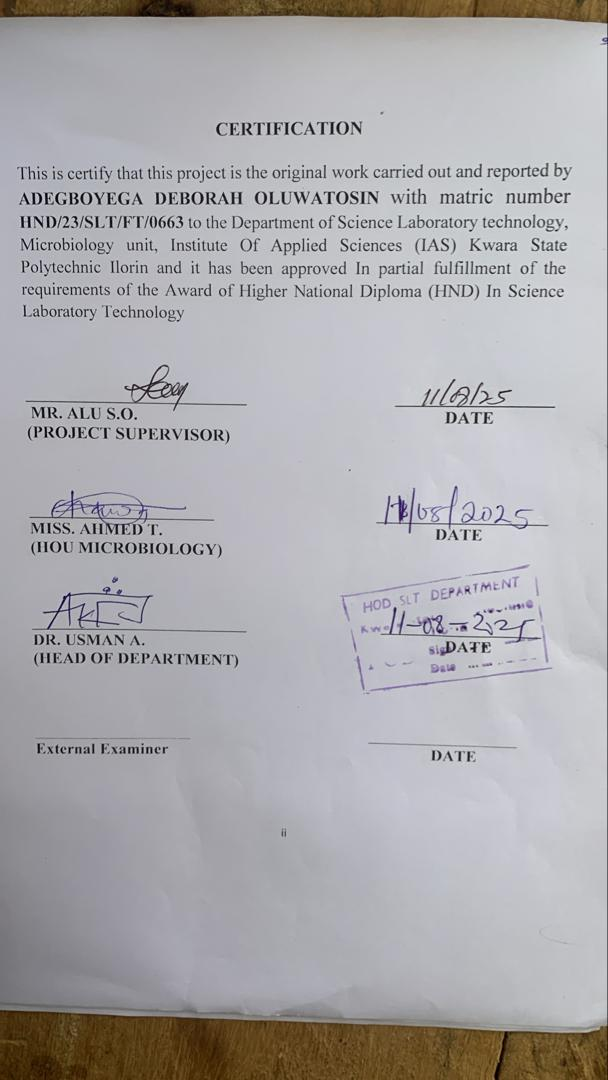 CERTIFICATION
This is certify that this project is the original work carried out and reported by
ADEGBOYEGA DEBORAH OLUWATOSIN with matric number
HND/23/SLT/FT/0663 to the Department of Science Laboratory technology,
Microbiology unit, Institute Of Applied Sciences (IAS) Kwara State
Polytechnic Ilorin and it has been approved In partial fulfillment of the
requirements of the Award of Higher National Diploma (HND) In Science
Laboratory Technology
11/08/25
MR. ALU S.O.
DATE
(PROJECT SUPERVISOR)
11/08/2025
MISS. AHMED T.
DATE
(HOU MICROBIOLOGY)
HOD SLT DEPARTMENT
11-08-2025
DR. USMAN A.
DATE
(HEAD OF DEPARTMENT)
Date
External Examiner
DATE
ii